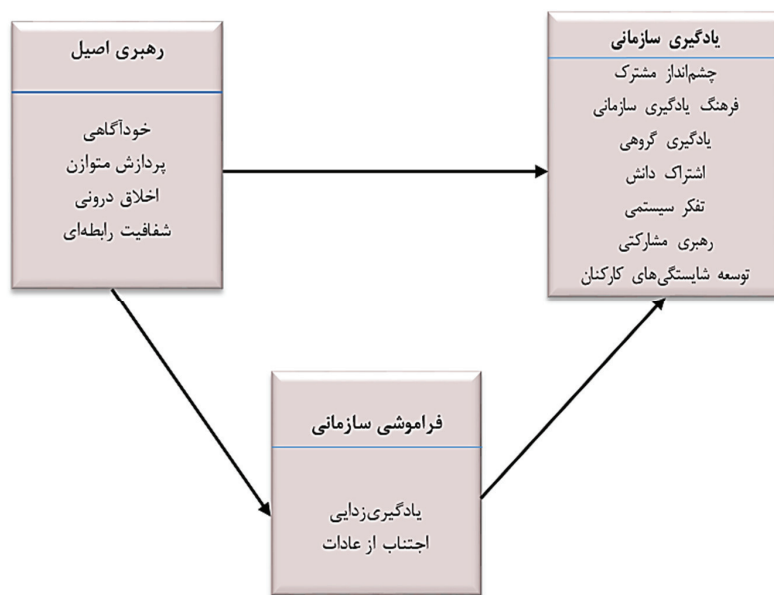 رهبری اصیل
خودآگاهی
پردازش متوازن
اخلاق درونی
شفافیت رابطه‌ای
یادگیری سازمانی
چشم‌انداز مشترک
فرهنگ یادگیری سازمانی
یادگیری گروهی
اشتراک دانش
تفکر سیستمی
رهبری مشارکتی
توسعه شایستگی‌های کارکنان
فراموشی سازمانی
یادگیری‌زدایی
اجتناب از عادات